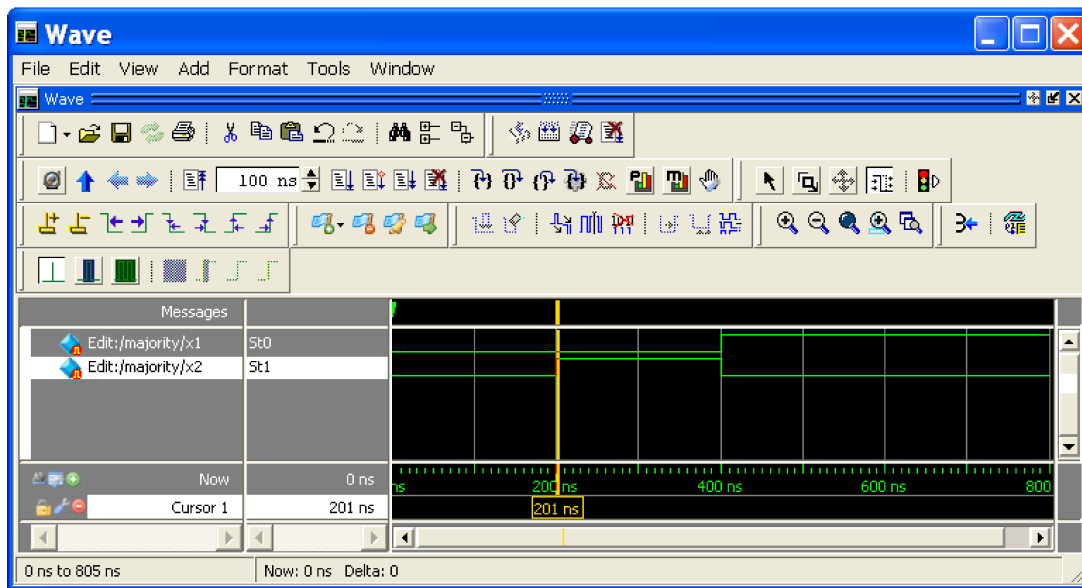 Wave
File Edit View Add Format Tools Window
Wave
100 ns
Messages
Edit:/majority/x1 St0
Edit:/majority/x2 St1
Now 0 ns ns 200 ns 400 ns 600 ns 800
Cursor 1 201 ns 201 ns
0 ns to 805 ns Now: 0 ns Delta: 0